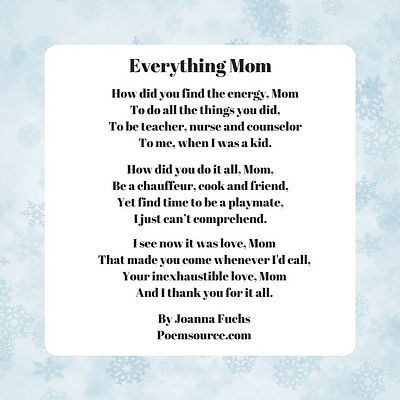 Everything Mom
How did you find the energy, Mom
To do all the things you did,
To be teacher, nurse and counselor
To me, when I was a kid.
How did you do it all, Mom,
Be a chauffeur, cook and friend,
Yet find time to be a playmate,
I just can't comprehend.
I see now it was love, Mom
That made you come whenever I'd call,
Your inexhaustible love, Mom
And I thank you for it all.
By Joanna Fuchs
Poemsource.com